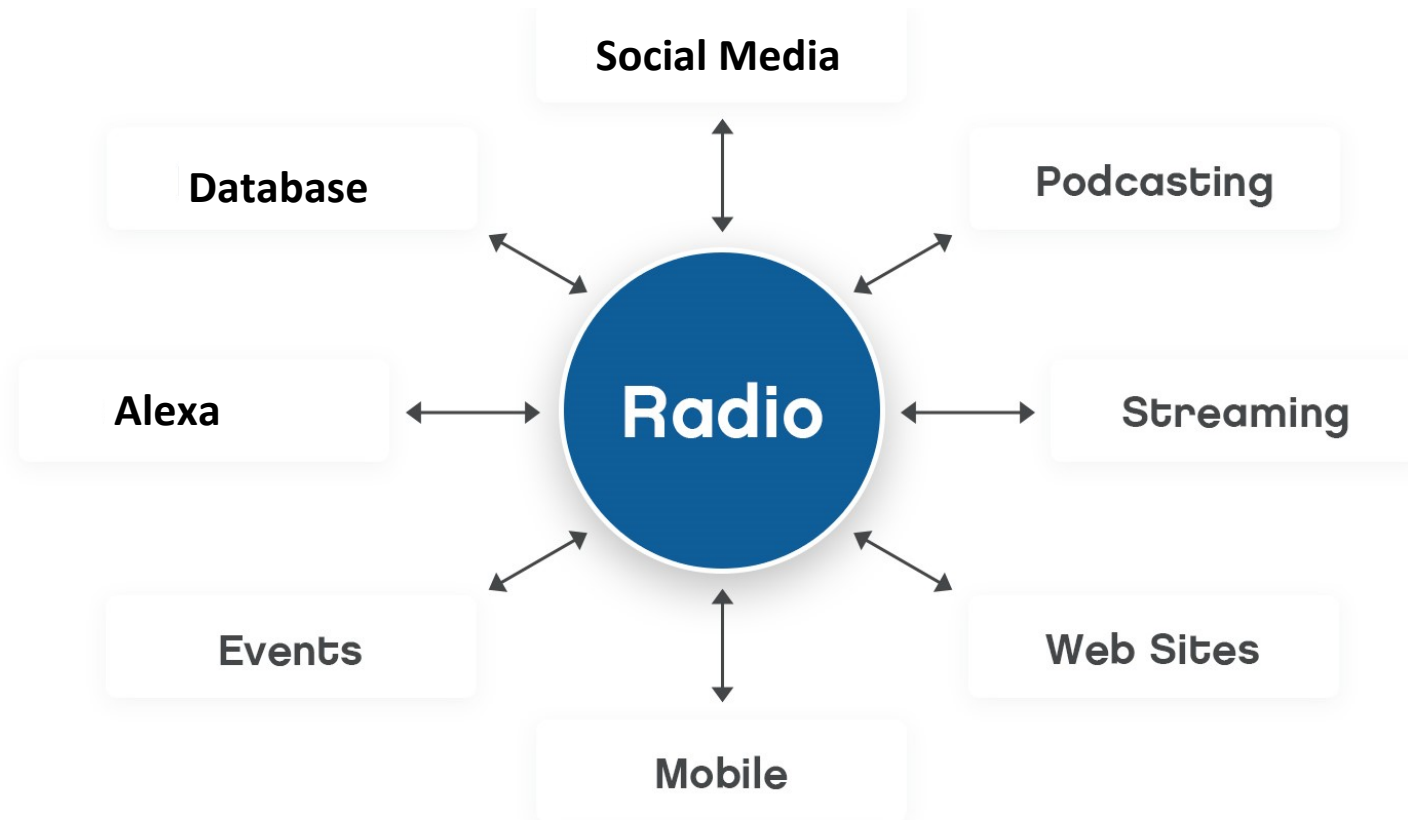 Social Media
Database
Podcasting
Alexa
Radio
Streaming
Events
Web Sites
Mobile